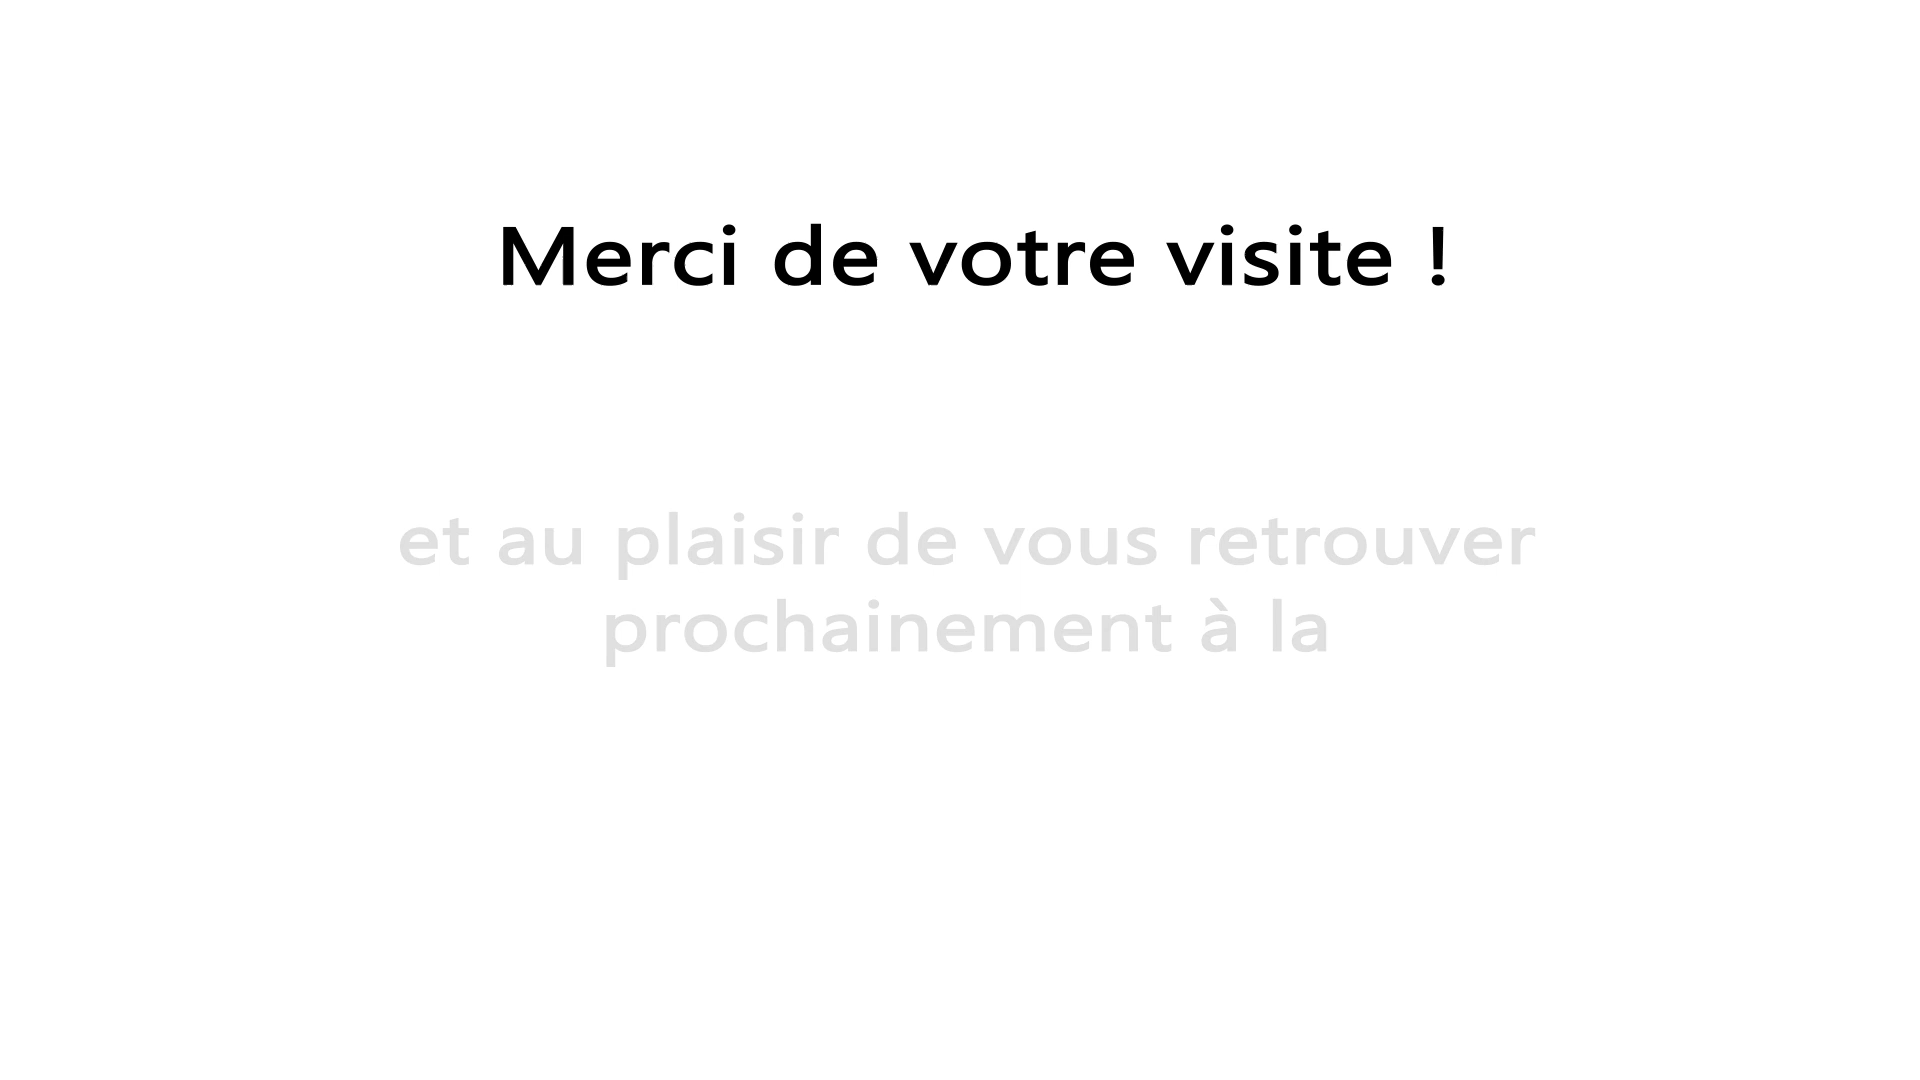 Merci de votre visite !
et au plaisir de vous retrouver
prochainement à la